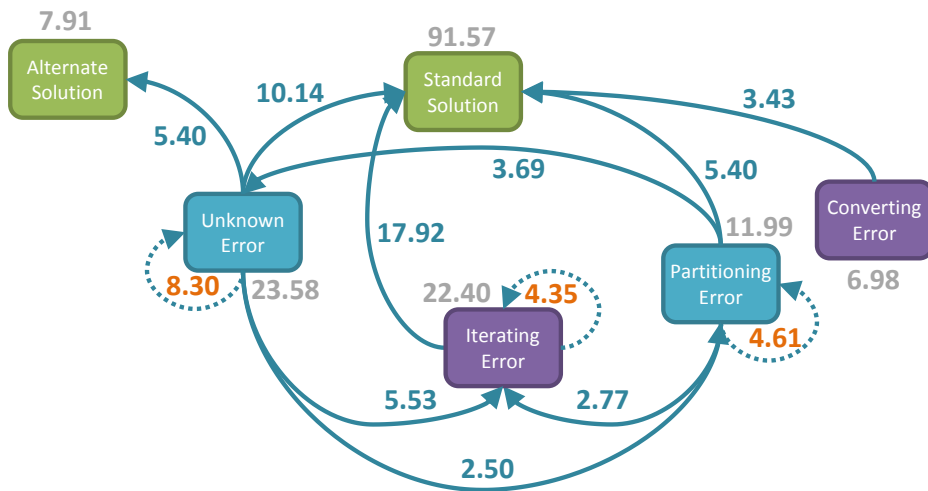 7.91
Alternate
Solution
91.57
Standard
Solution
10.14
3.43
5.40
3.69
5.40
Unknown
Error
Converting
Error
17.92
11.99
8.30
23.58
22.40
4.35
Partitioning
Error
6.98
Iterating
Error
4.61
5.53
2.77
2.50